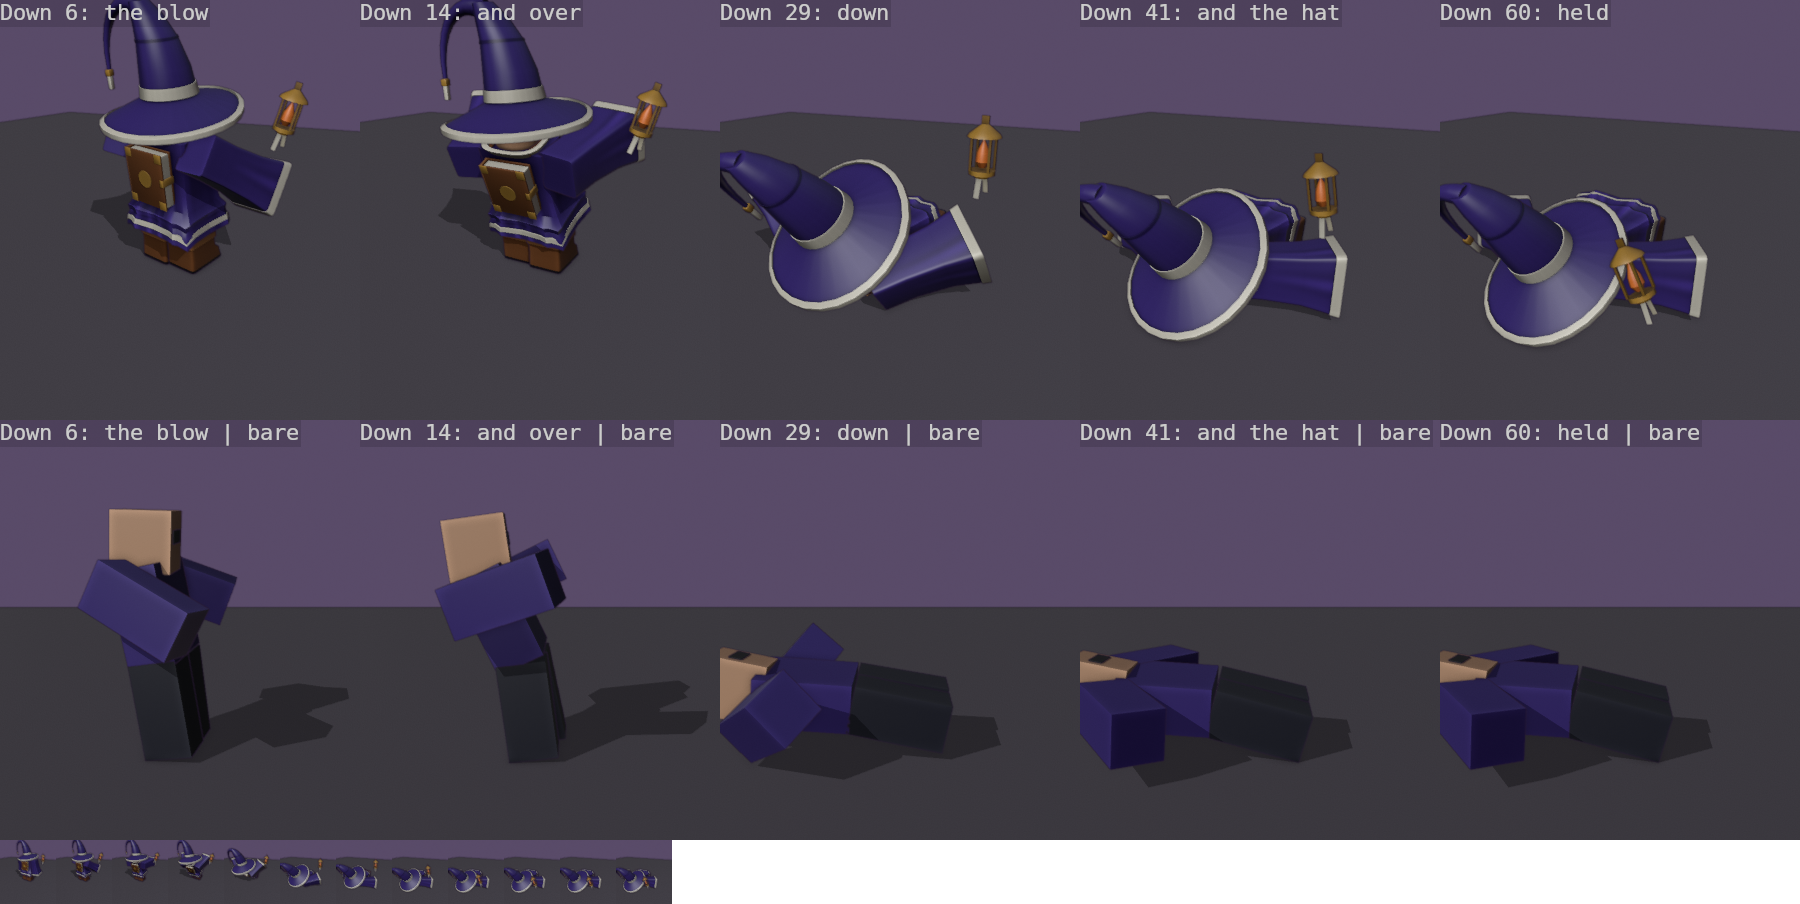 Down 6: the blow
Down 14: and over
Down 29: down
Down 41: and the hat
Down 60: held
Down 6: the blow | bare
Down 14: and over | bare
Down 29: down | bare
Down 41: and the hat | bare
Down 60: held | bare